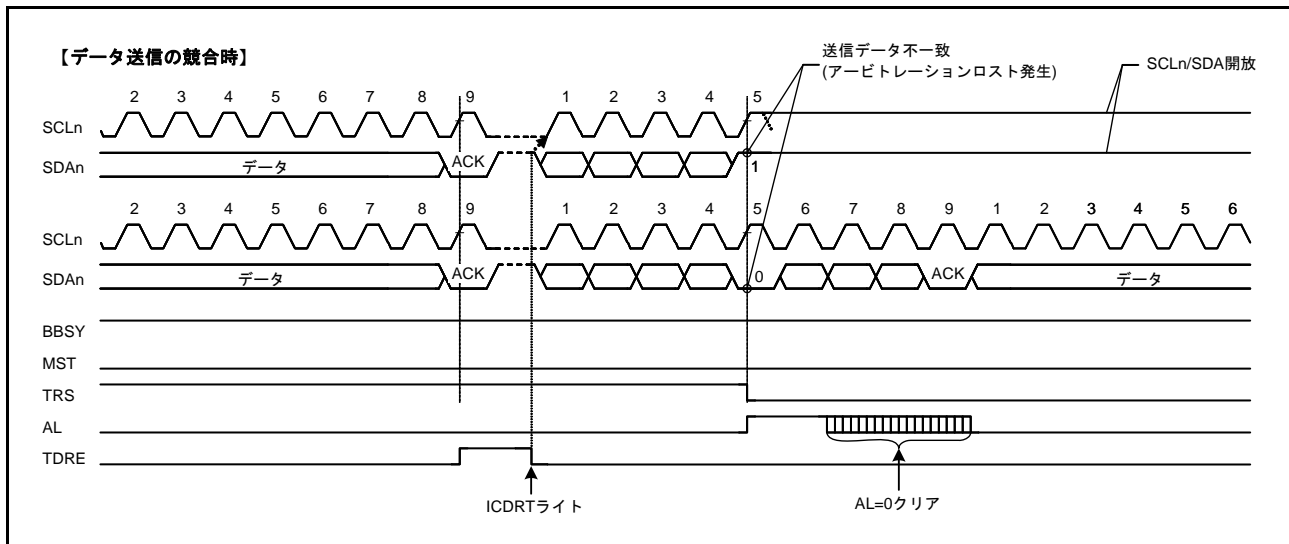 【データ送信の競合時】
送信データ不一致
(アービトレーションロスト発生)
SCLn/SDA開放
2 3 4 5 6 7 8 9 1 2 3 4 5
SCLn
SDAn データ ACK 1
2 3 4 5 6 7 8 9 1 2 3 4 5 6 7 8 9 1 2 3 4 5 6
SCLn
SDAn データ ACK 0 ACK データ
BBSY
MST
TRS
AL
TDRE
ICDRTライト
AL=0クリア